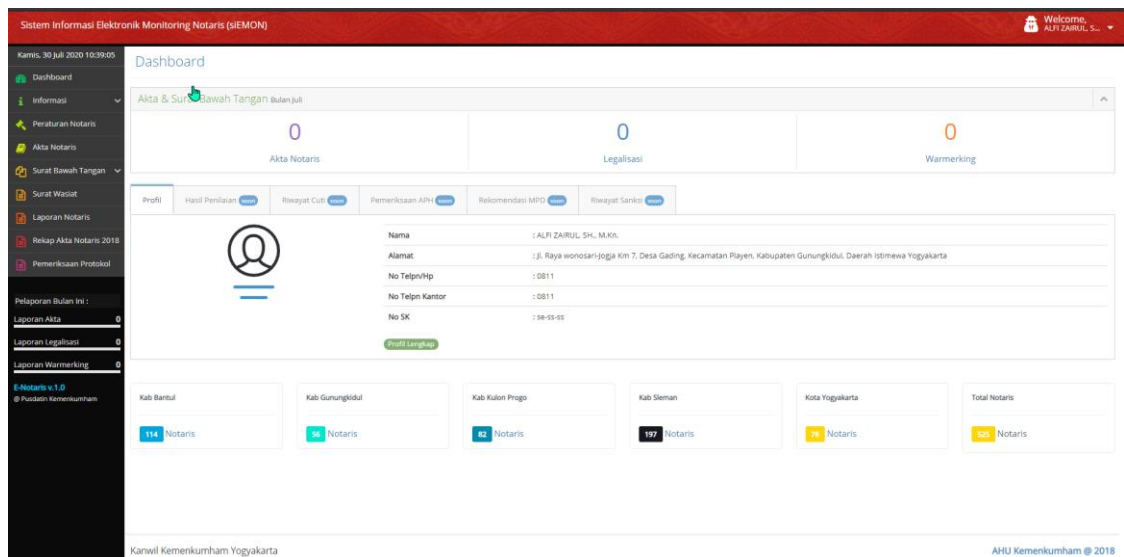 Sistem Informasi Elektronik Monitoring Notaris (siEMON)
Welcome,
ALFI ZAIRUL, S...
Kamis, 30 Juli 2020 10:39:05
Dashboard
Informasi
Peraturan Notaris
Akta Notaris
Surat Bawah Tangan
Surat Wasiat
Laporan Notaris
Rekap Akta Notaris 2018
Pemeriksaan Protokol
Pelaporan Bulan Ini :
Laporan Akta 0
Laporan Legalisasi 0
Laporan Warmerking 0
E-Notaris v.1.0
@ Pusdatin Kemenkumham
Dashboard
Akta & Surat Bawah Tangan Bulan Juli
0 0 0
Akta Notaris Legalisasi Warmerking
Profil Hasil Penilaian soon Riwayat Cuti soon Pemeriksaan APH soon Rekomendasi MPD soon Riwayat Sanksi soon
Nama : ALFI ZAIRUL, SH., M.Kn.
Alamat : Jl. Raya wonosari-jogja Km 7, Desa Gading, Kecamatan Playen, Kabupaten Gunungkidul, Daerah Istimewa Yogyakarta
No Telpn/Hp : 0811
No Telpn Kantor : 0811
No SK : se-ss-ss
Profil Lengkap
Kab Bantul Kab Gunungkidul Kab Kulon Progo Kab Sleman Kota Yogyakarta Total Notaris
114 Notaris 56 Notaris 82 Notaris 197 Notaris 76 Notaris 525 Notaris
Kanwil Kemenkumham Yogyakarta
AHU Kemenkumham @ 2018